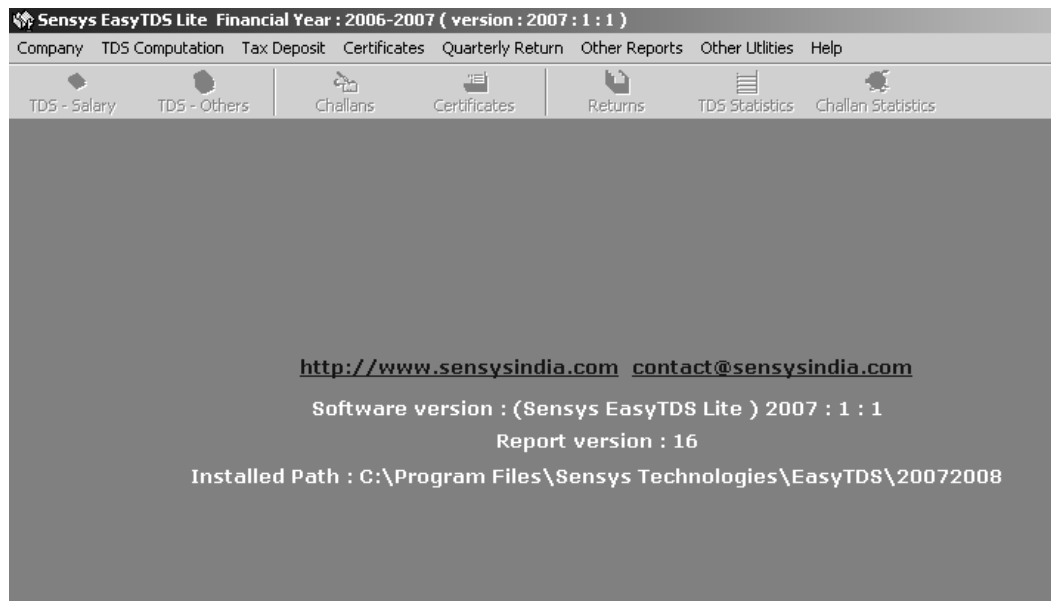 Sensys EasyTDS Lite Financial Year : 2006-2007 ( version : 2007 : 1 : 1 )
Company TDS Computation Tax Deposit Certificates Quarterly Return Other Reports Other Utlities Help
TDS - Salary TDS - Others Challans Certificates Returns TDS Statistics Challan Statistics
http://www.sensysindia.com contact@sensysindia.com
Software version : (Sensys EasyTDS Lite ) 2007 : 1 : 1
Report version : 16
Installed Path : C:\Program Files\Sensys Technologies\EasyTDS\20072008